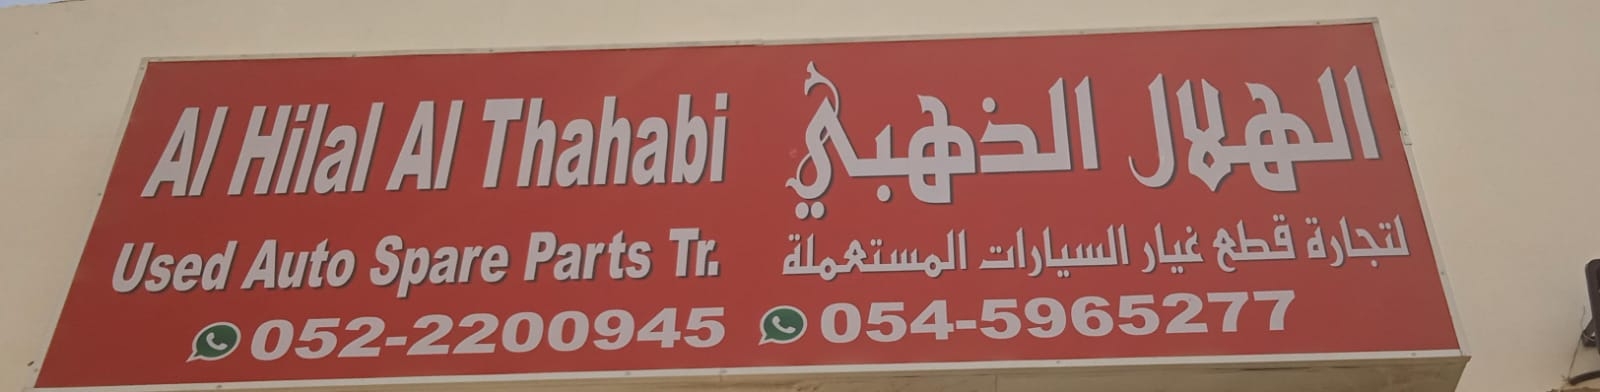 Al Hilal Al Thahabi
الهلال الذهبي
Used Auto Spare Parts Tr.
لتجارة قطع غيار السيارات المستعملة
052-2200945
054-5965277